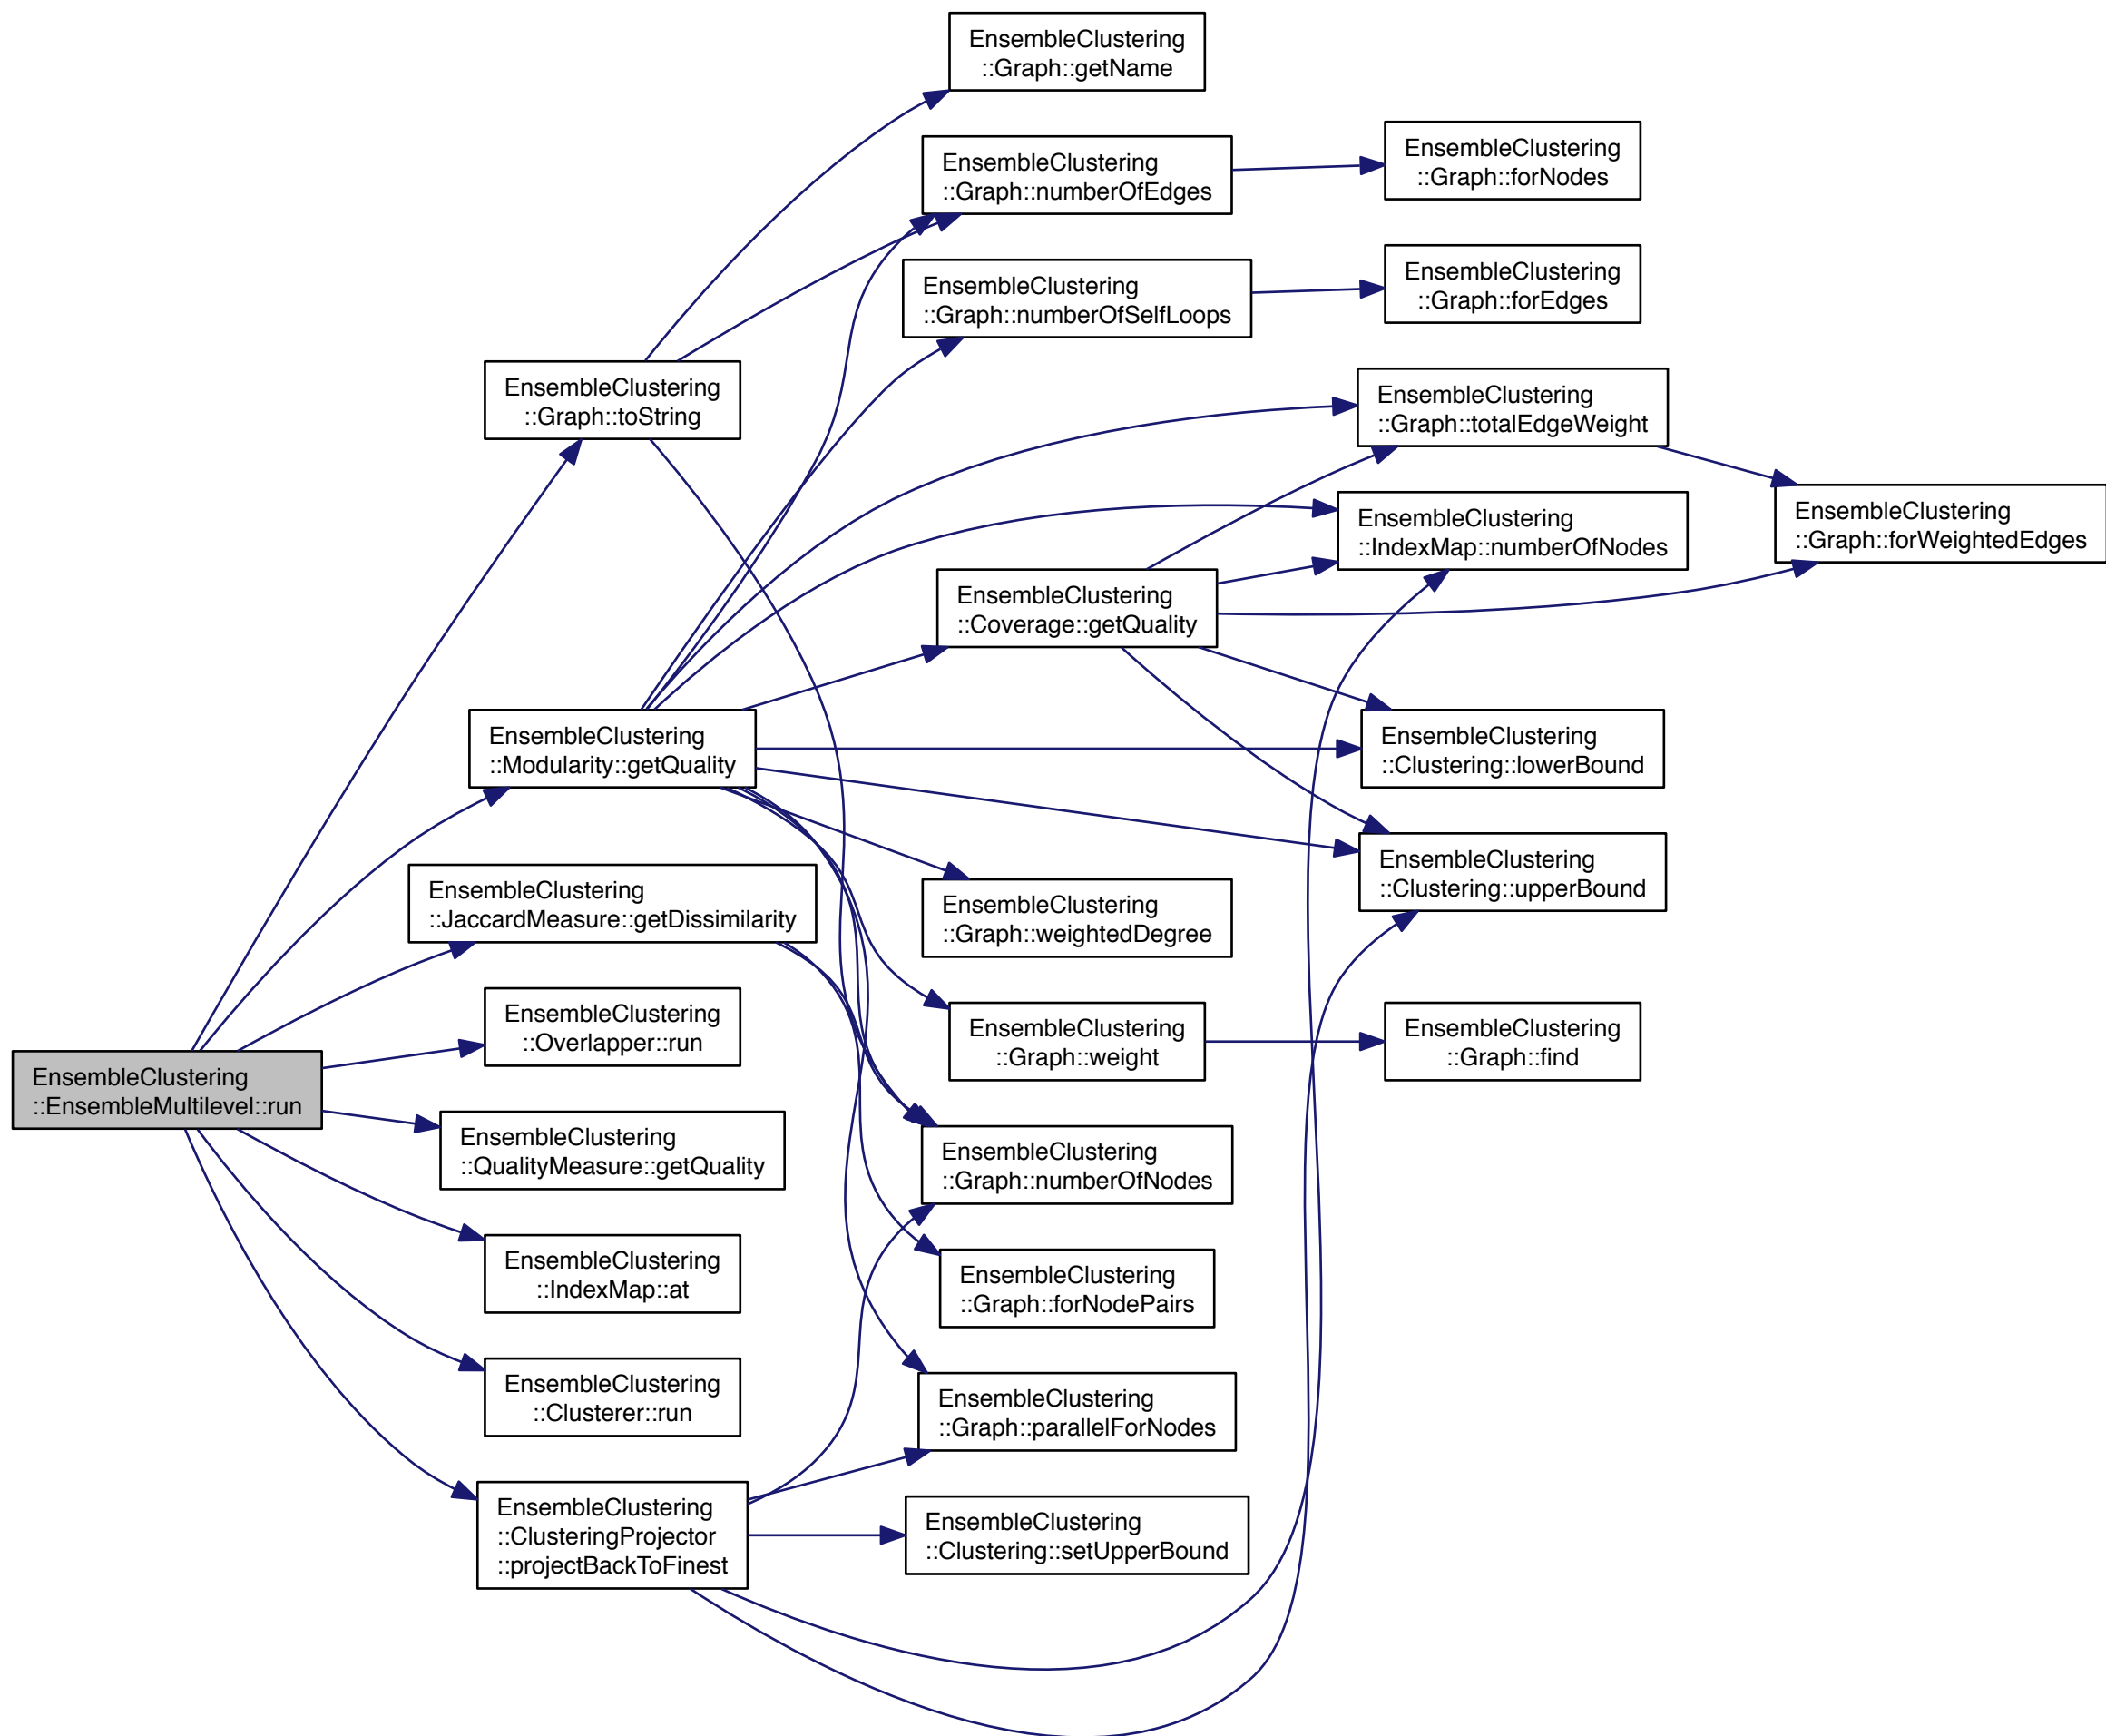 EnsembleClustering
::Graph::getName
EnsembleClustering
::Graph::numberOfEdges
EnsembleClustering
::Graph::forNodes
EnsembleClustering
::Graph::numberOfSelfLoops
EnsembleClustering
::Graph::forEdges
EnsembleClustering
::Graph::toString
EnsembleClustering
::Graph::totalEdgeWeight
EnsembleClustering
::IndexMap::numberOfNodes
EnsembleClustering
::Graph::forWeightedEdges
EnsembleClustering
::Coverage::getQuality
EnsembleClustering
::Modularity::getQuality
EnsembleClustering
::Clustering::lowerBound
EnsembleClustering
::Clustering::upperBound
EnsembleClustering
::JaccardMeasure::getDissimilarity
EnsembleClustering
::Graph::weightedDegree
EnsembleClustering
::Overlapper::run
EnsembleClustering
::Graph::weight
EnsembleClustering
::Graph::find
EnsembleClustering
::EnsembleMultilevel::run
EnsembleClustering
::QualityMeasure::getQuality
EnsembleClustering
::Graph::numberOfNodes
EnsembleClustering
::IndexMap::at
EnsembleClustering
::Graph::forNodePairs
EnsembleClustering
::Clusterer::run
EnsembleClustering
::Graph::parallelForNodes
EnsembleClustering
::ClusteringProjector
::projectBackToFinest
EnsembleClustering
::Clustering::setUpperBound